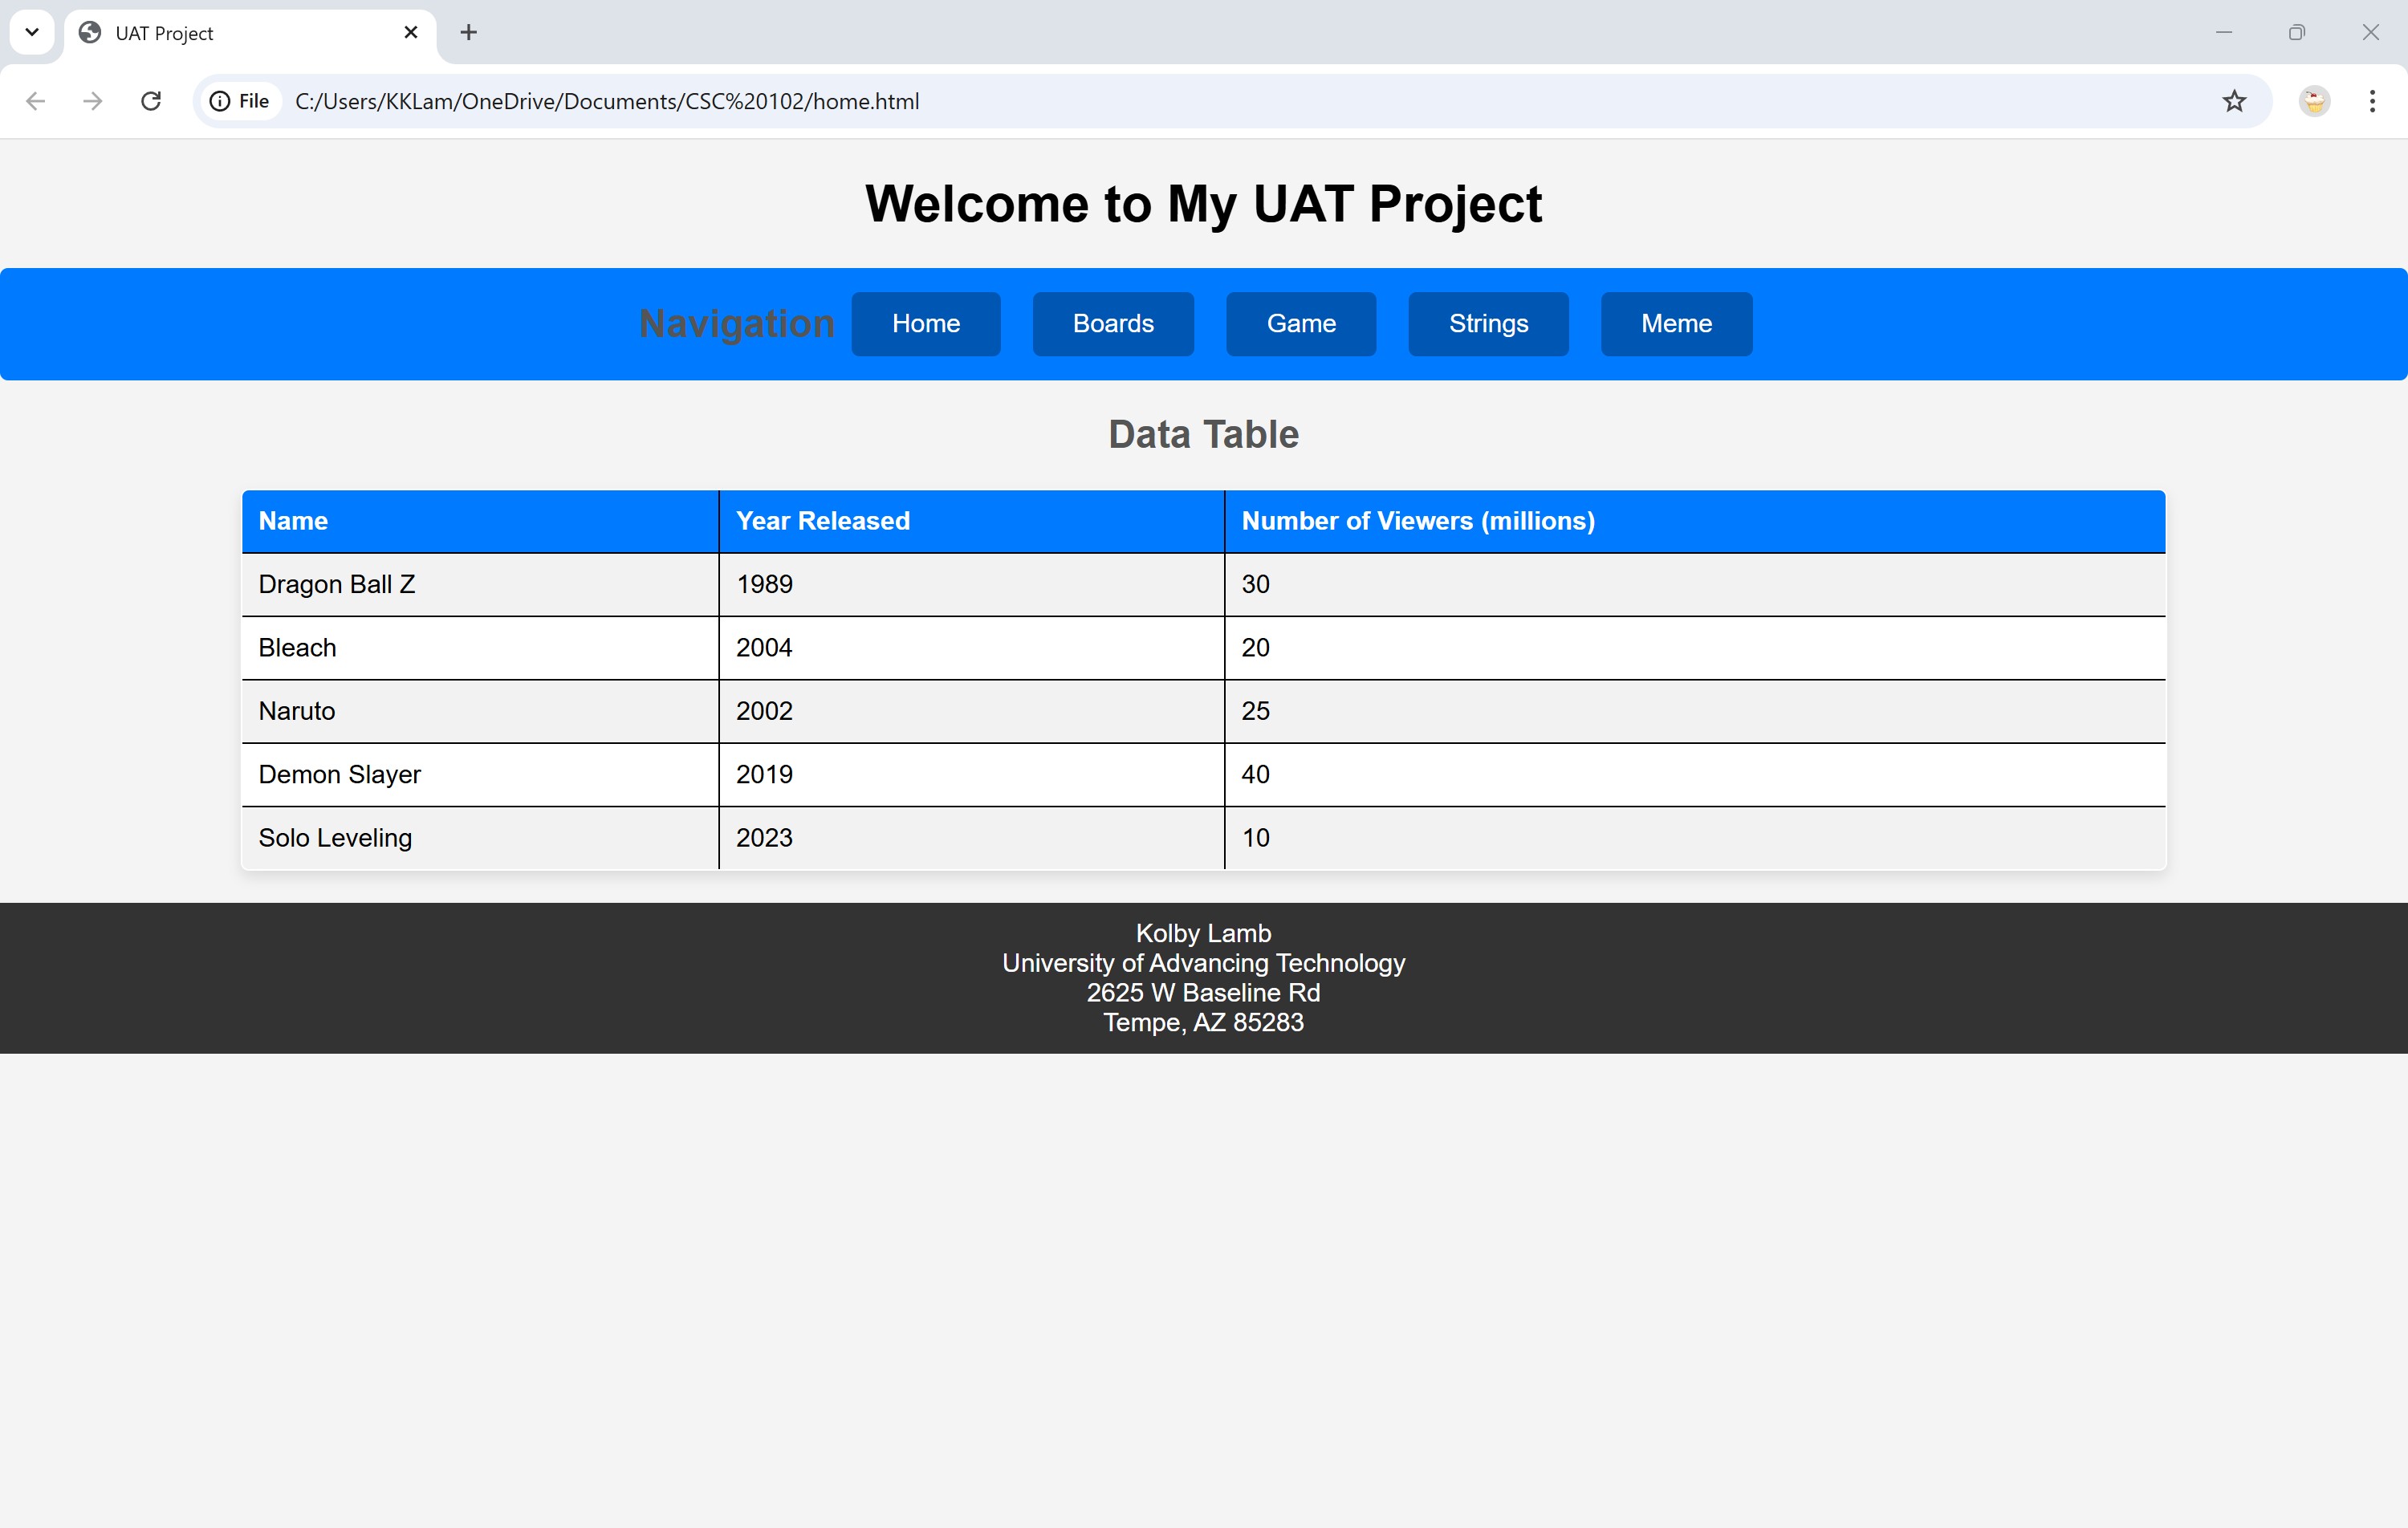 UAT Project
File C:/Users/KKLam/OneDrive/Documents/CSC%20102/home.html
Welcome to My UAT Project
Navigation Home Boards Game Strings Meme
Data Table
Name Year Released Number of Viewers (millions)
Dragon Ball Z 1989 30
Bleach 2004 20
Naruto 2002 25
Demon Slayer 2019 40
Solo Leveling 2023 10
Kolby Lamb
University of Advancing Technology
2625 W Baseline Rd
Tempe, AZ 85283